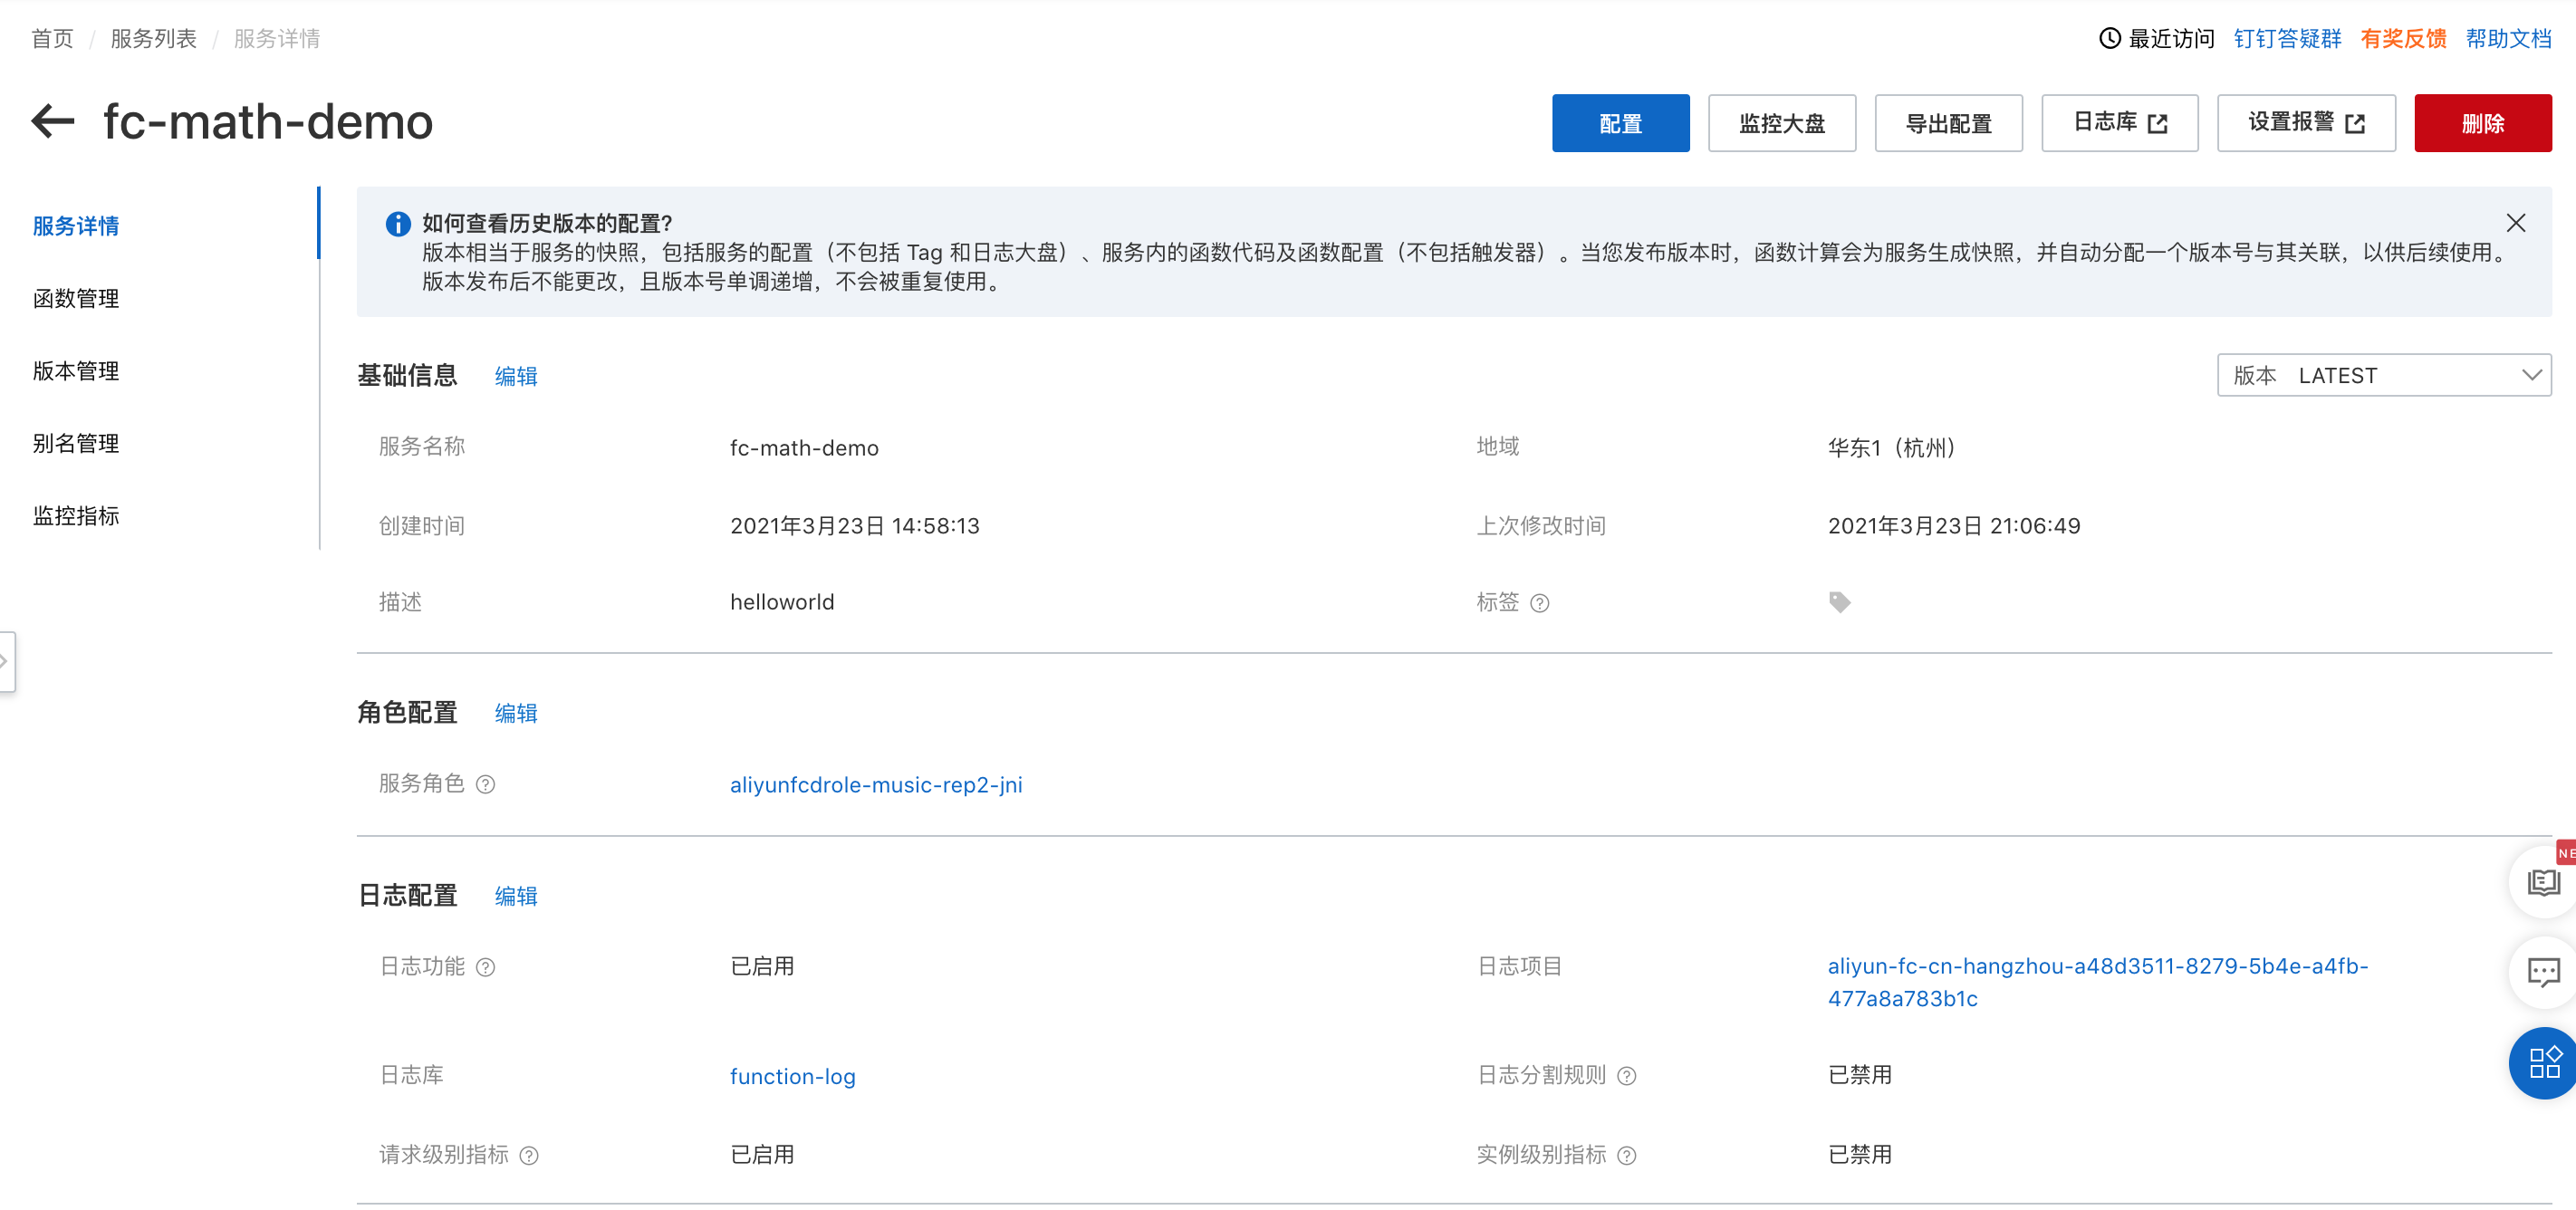 首页 / 服务列表 / 服务详情
最近访问 钉钉答疑群 有奖反馈 帮助文档
fc-math-demo
配置 监控大盘 导出配置 日志库 设置报警 删除
服务详情
函数管理
版本管理
别名管理
监控指标
如何查看历史版本的配置?
版本相当于服务的快照，包括服务的配置（不包括 Tag 和日志大盘）、服务内的函数代码及函数配置（不包括触发器）。当您发布版本时，函数计算会为服务生成快照，并自动分配一个版本号与其关联，以供后续使用。
版本发布后不能更改，且版本号单调递增，不会被重复使用。
基础信息 编辑
版本 LATEST
服务名称 fc-math-demo 地域 华东1（杭州）
创建时间 2021年3月23日 14:58:13 上次修改时间 2021年3月23日 21:06:49
描述 helloworld 标签
角色配置 编辑
服务角色 aliyunfcdrole-music-rep2-jni
日志配置 编辑
日志功能 已启用 日志项目 aliyun-fc-cn-hangzhou-a48d3511-8279-5b4e-a4fb-
477a8a783b1c
日志库 function-log 日志分割规则 已禁用
请求级别指标 已启用 实例级别指标 已禁用
NE